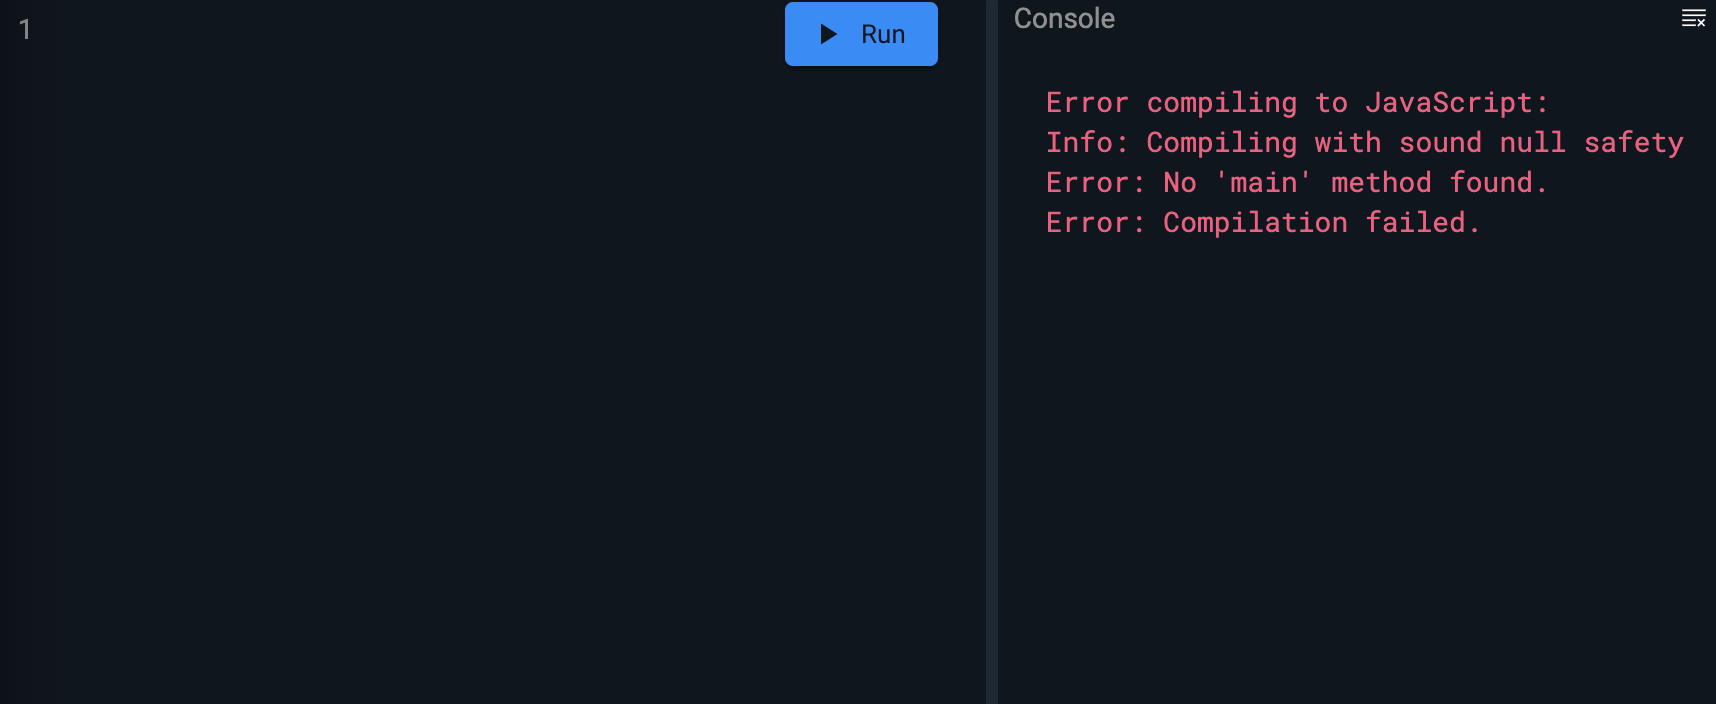 1
Run
Console
Error compiling to JavaScript:
Info: Compiling with sound null safety
Error: No 'main' method found.
Error: Compilation failed.